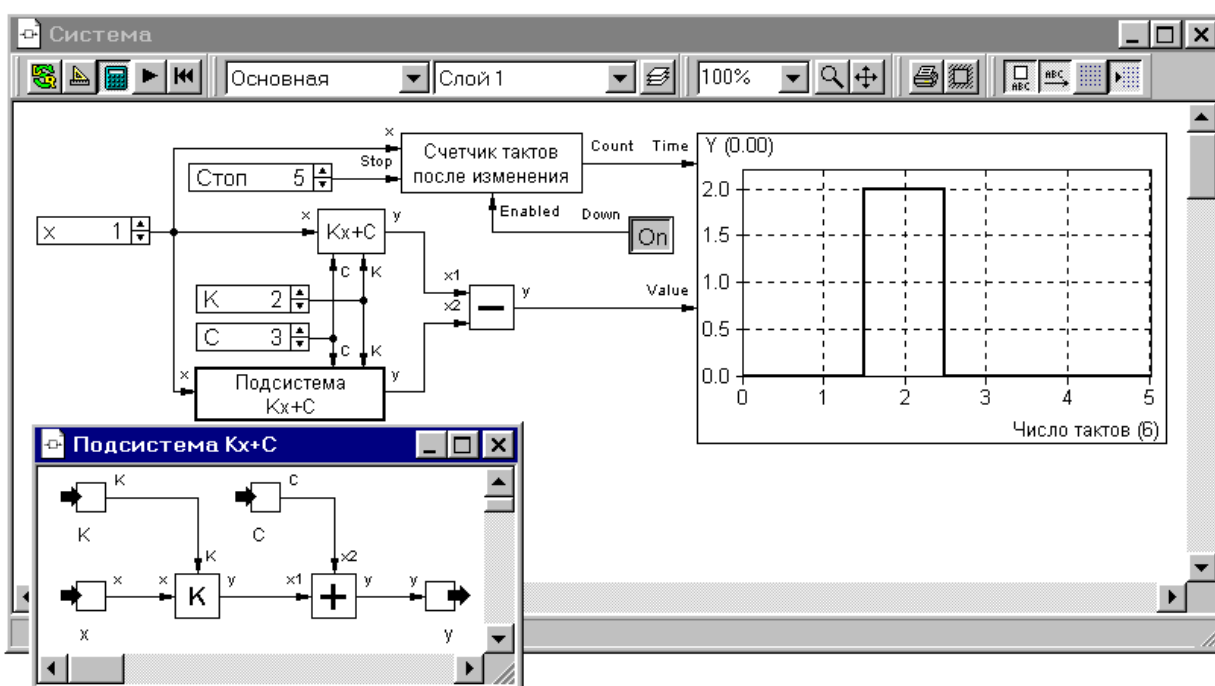 Система
Основная
Слой 1
100%
ABC
ABC
x
Stop
Счетчик тактов
после изменения
Count
Time
Стоп 5
Enabled
Down
On
x 1
x
Kx+C
y
C
K
K 2
C 3
C
K
x
Подсистема
Kx+C
y
x1
x2
y
Value
Y (0.00)
2.0
1.5
1.0
0.5
0.0
0 1 2 3 4 5
Число тактов (6)
Подсистема Kx+C
K
C
K
C
K
x2
x
x
K
y
x1
+
y
y
x
y